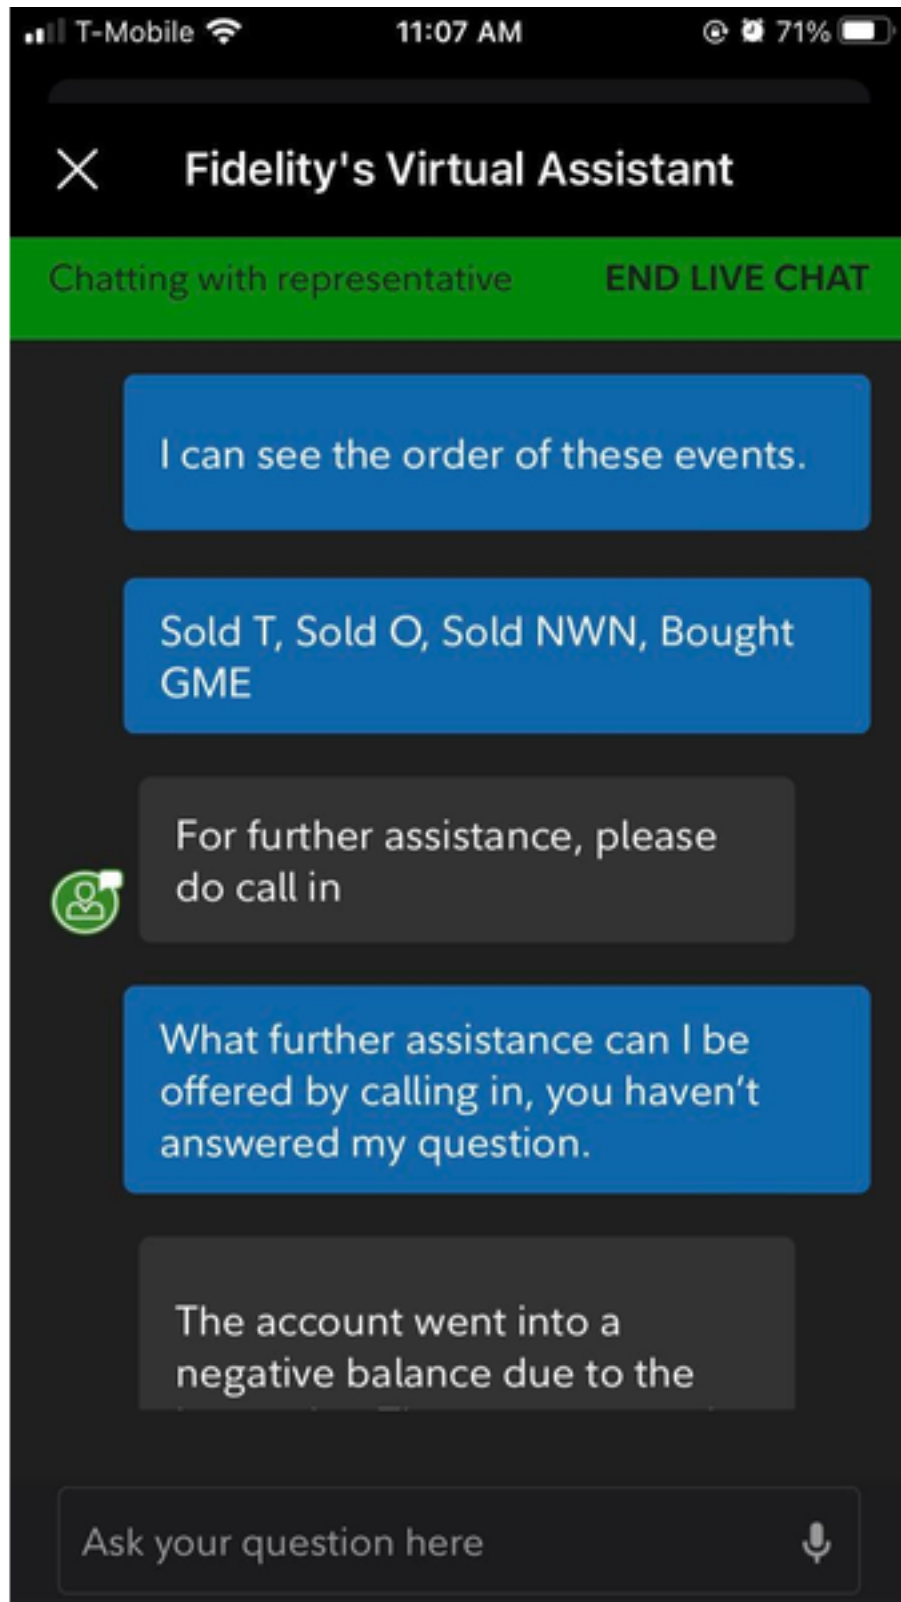 T-Mobile 11:07 AM 71%
Fidelity's Virtual Assistant
Chatting with representative END LIVE CHAT
I can see the order of these events.
Sold T, Sold O, Sold NWN, Bought
GME
For further assistance, please
do call in
What further assistance can I be
offered by calling in, you haven't
answered my question.
The account went into a
negative balance due to the
Ask your question here